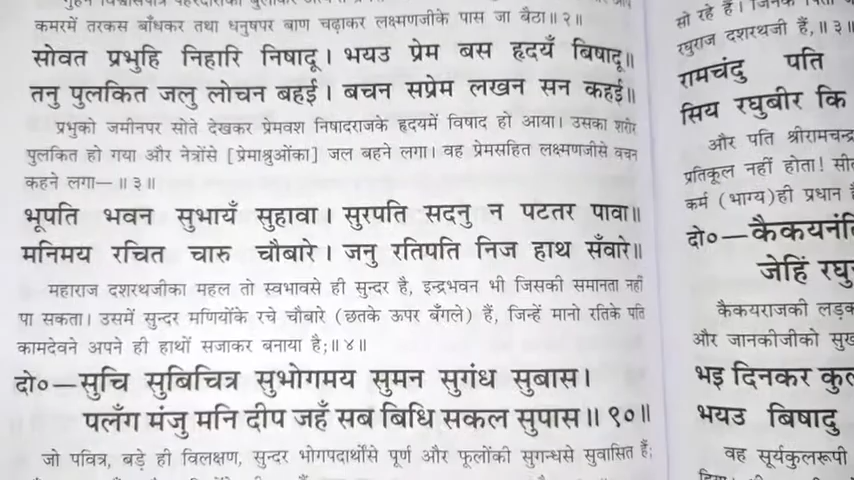 कमरमें तरकस बाँधकर तथा धनुषपर बाण चढ़ाकर लक्ष्मणजीके पास जा बैठा॥२॥
सोवत प्रभुहि निहारि निषादू। भयउ प्रेम बस हृदयँ बिषादू॥
तनु पुलकित जलु लोचन बहई। बचन सप्रेम लखन सन कहई॥
प्रभुको जमीनपर सोते देखकर प्रेमवश निषादराजके हृदयमें विषाद हो आया। उसका शरीर
पुलकित हो गया और नेत्रोंसे [प्रेमाश्रुओंका] जल बहने लगा। वह प्रेमसहित लक्ष्मणजीसे वचन
कहने लगा—॥३॥
भूपति भवन सुभायँ सुहावा। सुरपति सदनु न पटतर पावा॥
मनिमय रचित चारु चौबारे। जनु रतिपति निज हाथ सँवारे॥
महाराज दशरथजीका महल तो स्वभावसे ही सुन्दर है, इन्द्रभवन भी जिसकी समानता नहीं
पा सकता। उसमें सुन्दर मणियोंके रचे चौबारे (छतके ऊपर बँगले) हैं, जिन्हें मानो रतिके पति
कामदेवने अपने ही हाथों सजाकर बनाया है;॥४॥
दो०—सुचि सुबिचित्र सुभोगमय सुमन सुगंध सुबास।
पलँग मंजु मनि दीप जहँ सब बिधि सकल सुपास॥९०॥
जो पवित्र, बड़े ही विलक्षण, सुन्दर भोगपदार्थोंसे पूर्ण और फूलोंकी सुगन्धसे सुवासित हैं;
सो रहे हैं।
रघुराज दशरथजी हैं,॥३॥
रामचंदु पति
सिय रघुबीर कि
और पति श्रीरामचन्द्र
प्रतिकूल नहीं होता!
कर्म (भाग्य) ही प्रधान
दो०—कैकयनं
जेहिं रघु
कैकयराजकी लड़क
और जानकीजीको सुख
भइ दिनकर कुल
भयउ बिषादु
वह सूर्यकुलरूपी